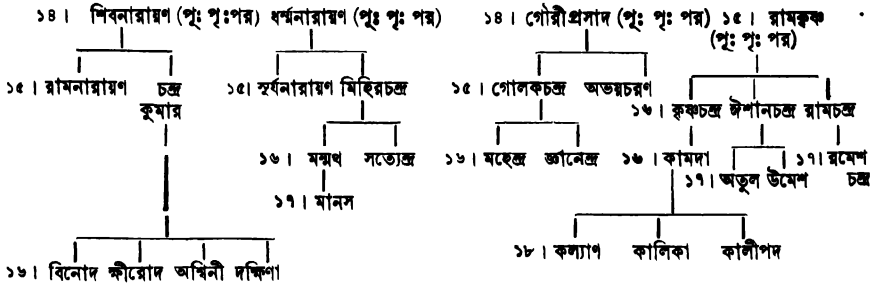 ১৪। শিবনারায়ণ (পূঃ পৃঃপর) ধর্ম্মনারায়ণ (পূঃ পৃঃ পর) ১৪। গৌরীপ্রসাদ (পূঃ পৃঃ পর) ১৫। রামকৃষ্ণ
(পূঃ পৃঃ পর)
১৫। রামনারায়ণ চন্দ্র ১৫। সূর্যনারায়ণ মিহিরচন্দ্র ১৫। গোলকচন্দ্র অভয়চরণ
কুমার ১৬। কৃষ্ণচন্দ্র ঈশানচন্দ্র রামচন্দ্র
১৬। মন্মথ সত্যেন্দ্র ১৬। মহেন্দ্র জ্ঞানেন্দ্র ১৭। কামদা ১৭। রমেশ
১৭। অতুল উমেশ চন্দ্র
১৭। মানস
১৮। কল্যাণ কালিকা কালীপদ
১৬। বিনোদ ক্ষীরোদ অশ্বিনী দক্ষিণা